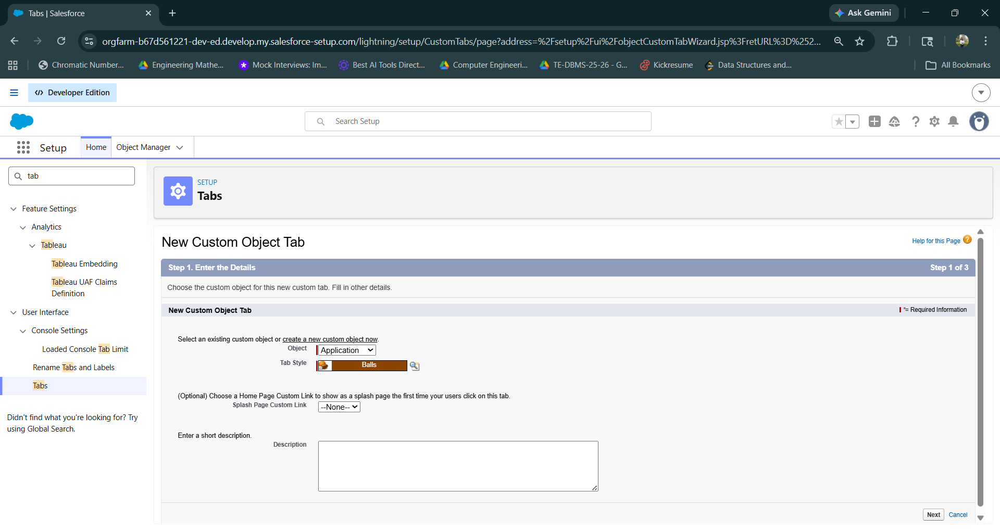 Tabs | Salesforce
Ask Gemini
orgfarm-b67d561221-dev-ed.develop.my.salesforce-setup.com/lightning/setup/CustomTabs/page?address=%2Fsetup%2Fui%2FobjectCustomTabWizard.jsp%3FretURL%3D%252...
Chromatic Number...
Engineering Mathe...
Mock Interviews: Im...
Best AI Tools Direct...
Computer Engineeri...
TE-DBMS-25-26 - G...
Kickresume
Data Structures and...
All Bookmarks
Developer Edition
Search Setup
Setup
Home
Object Manager
tab
Feature Settings
Analytics
Tableau
Tableau Embedding
Tableau UAF Claims
Definition
User Interface
Console Settings
Loaded Console Tab Limit
Rename Tabs and Labels
Tabs
Didn't find what you're looking for? Try
using Global Search.
SETUP
Tabs
New Custom Object Tab
Help for this Page
Step 1. Enter the Details
Step 1 of 3
Choose the custom object for this new custom tab. Fill in other details.
New Custom Object Tab
* = Required Information
Select an existing custom object or create a new custom object now.
Object
Application
Tab Style
Balls
(Optional) Choose a Home Page Custom Link to show as a splash page the first time your users click on this tab.
Splash Page Custom Link
--None--
Enter a short description.
Description
Next
Cancel